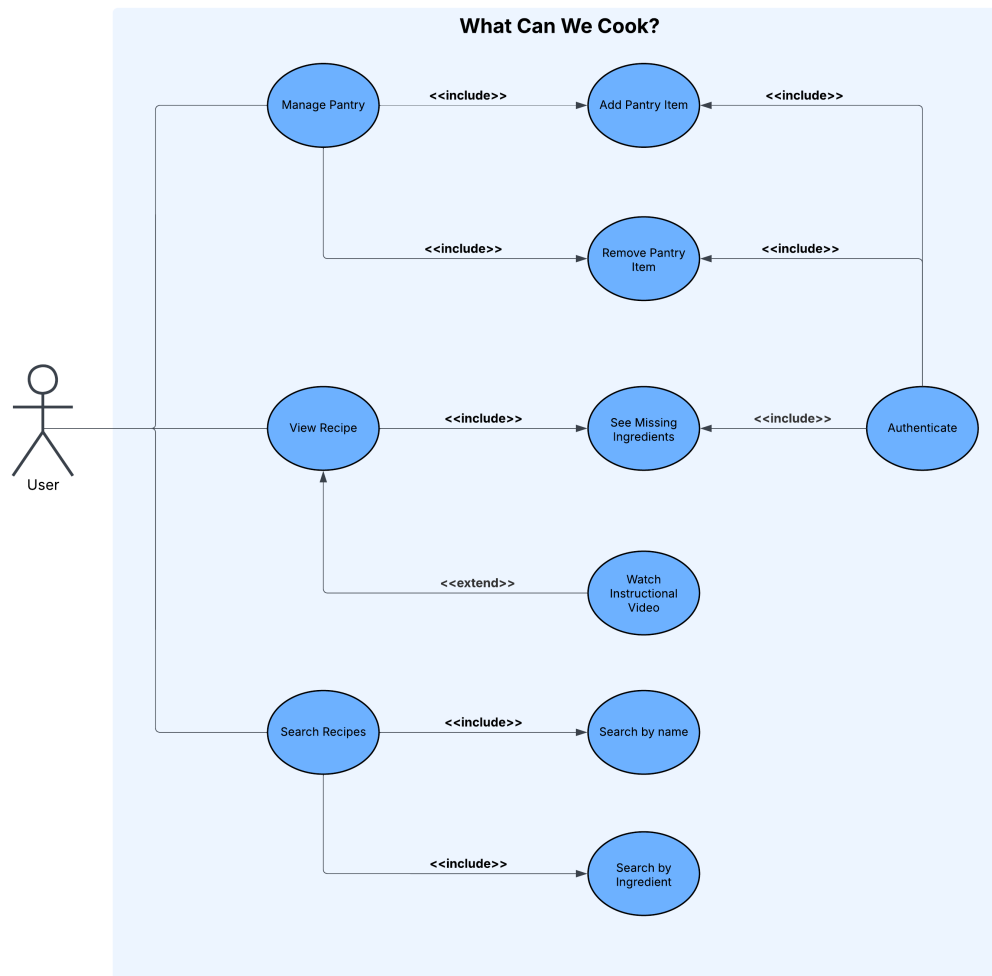 What Can We Cook?
Manage Pantry
<<include>>
Add Pantry Item
<<include>>
<<include>>
Remove Pantry
Item
<<include>>
User
View Recipe
<<include>>
See Missing
Ingredients
<<include>>
Authenticate
<<extend>>
Watch
Instructional
Video
Search Recipes
<<include>>
Search by name
<<include>>
Search by
Ingredient